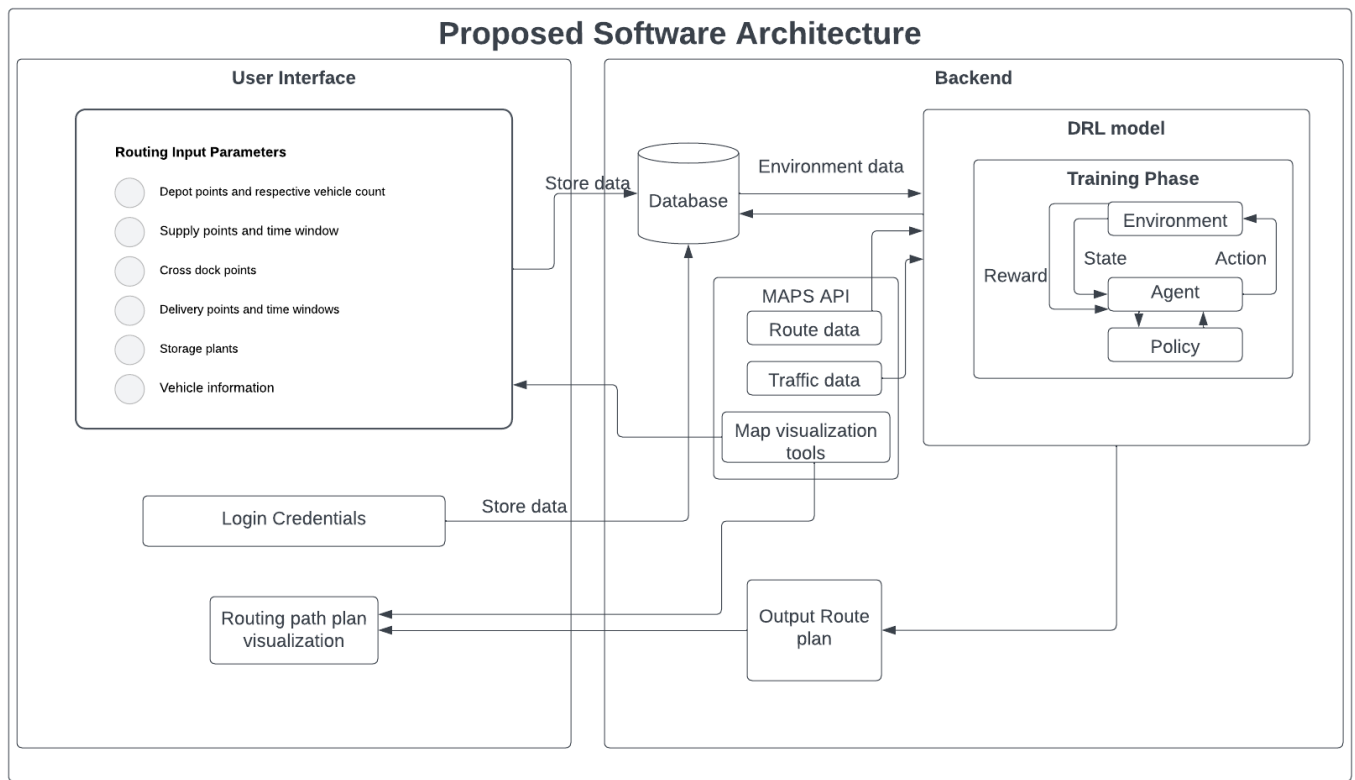 Proposed Software Architecture
User Interface
Routing Input Parameters
Depot points and respective vehicle count
Supply points and time window
Cross dock points
Delivery points and time windows
Storage plants
Vehicle information
Store data
Login Credentials
Store data
Routing path plan
visualization
Backend
Database
Environment data
MAPS API
Route data
Traffic data
Map visualization
tools
Output Route
plan
DRL model
Training Phase
Environment
State
Action
Reward
Agent
Policy